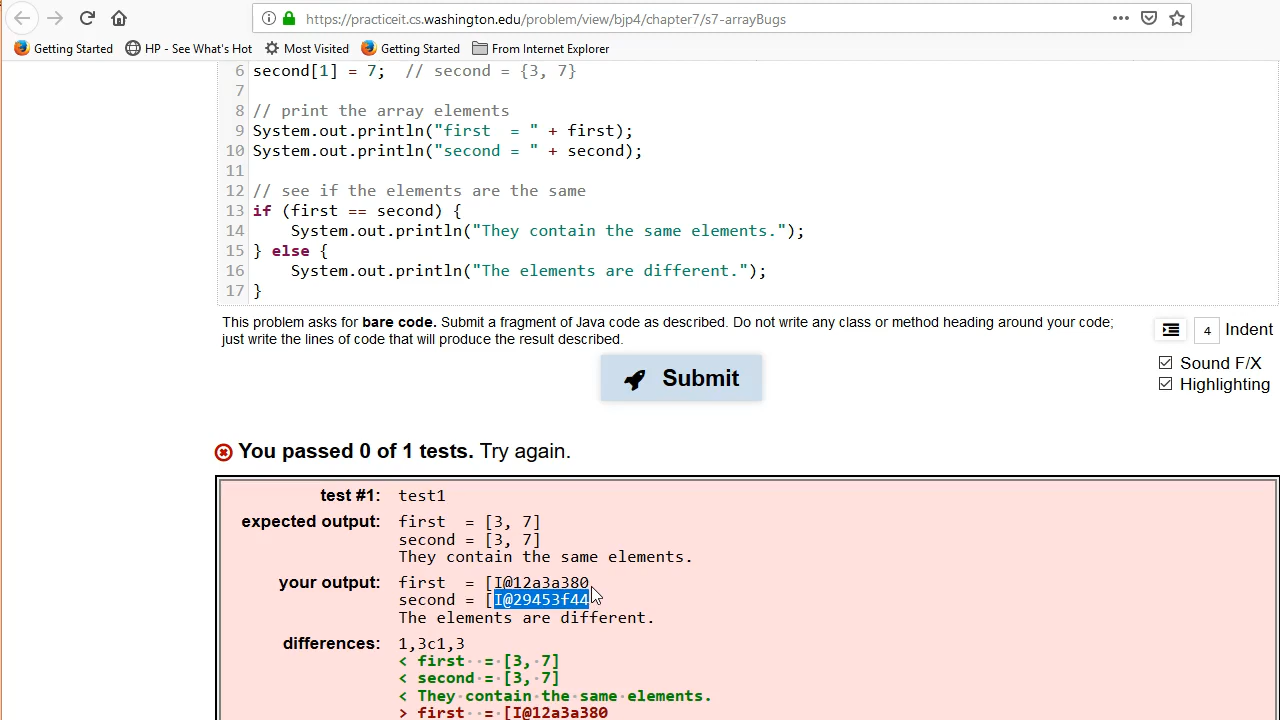 https://practiceit.cs.washington.edu/problem/view/bjp4/chapter7/s7-arrayBugs
Getting Started HP - See What's Hot Most Visited Getting Started From Internet Explorer
6 second[1] = 7;  // second = {3, 7}
7
8 // print the array elements
9 System.out.println("first  = " + first);
10 System.out.println("second = " + second);
11
12 // see if the elements are the same
13 if (first == second) {
14     System.out.println("They contain the same elements.");
15 } else {
16     System.out.println("The elements are different.");
17 }
This problem asks for bare code. Submit a fragment of Java code as described. Do not write any class or method heading around your code;
just write the lines of code that will produce the result described.
4 Indent
Sound F/X
Highlighting
Submit
You passed 0 of 1 tests. Try again.
test #1: test1
expected output: first  = [3, 7]
second = [3, 7]
They contain the same elements.
your output: first  = [I@12a3a380
second = [I@29453f44
The elements are different.
differences: 1,3c1,3
< first··=·[3,·7]
< second·=·[3,·7]
< They·contain·the·same·elements.
> first··=·[I@12a3a380